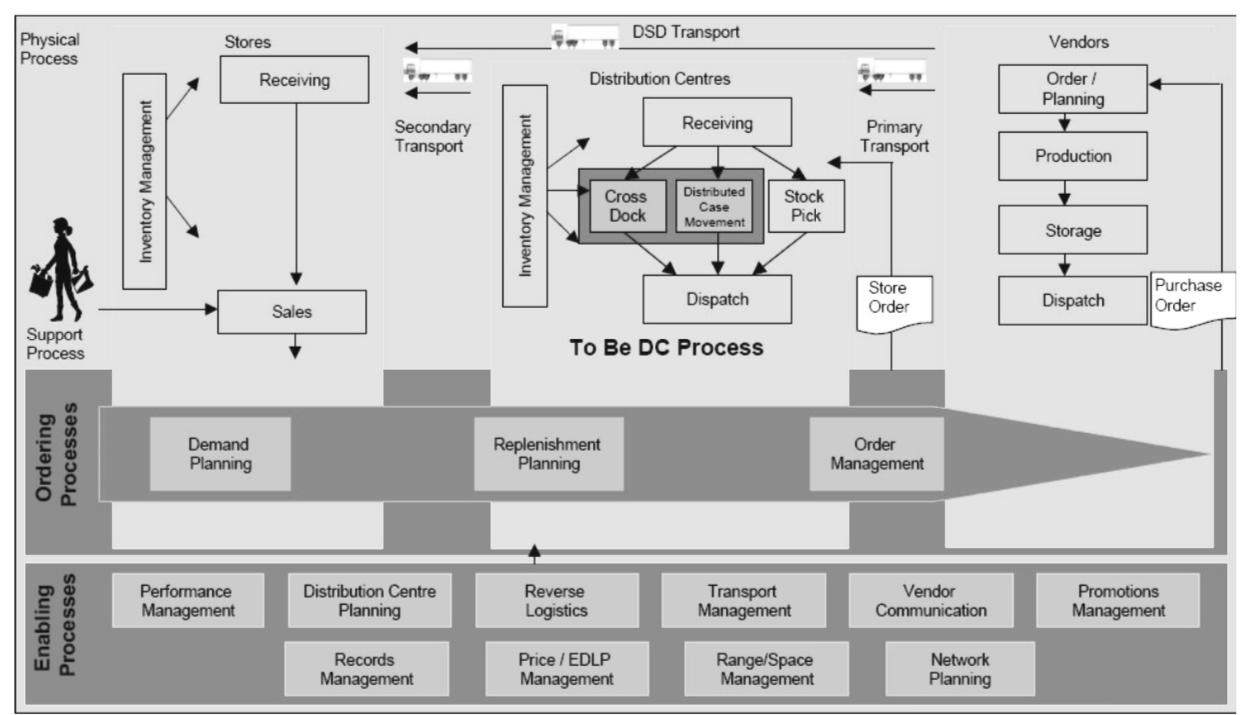 Physical
Process
Stores
Receiving
Inventory Management
Sales
Support
Process
DSD Transport
Secondary
Transport
Distribution Centres
Inventory Management
Receiving
Cross
Dock
Distributed
Case
Movement
Stock
Pick
Dispatch
To Be DC Process
Primary
Transport
Store
Order
Vendors
Order /
Planning
Production
Storage
Dispatch
Purchase
Order
Ordering
Processes
Demand
Planning
Replenishment
Planning
Order
Management
Enabling
Processes
Performance
Management
Distribution Centre
Planning
Reverse
Logistics
Transport
Management
Vendor
Communication
Promotions
Management
Records
Management
Price / EDLP
Management
Range/Space
Management
Network
Planning